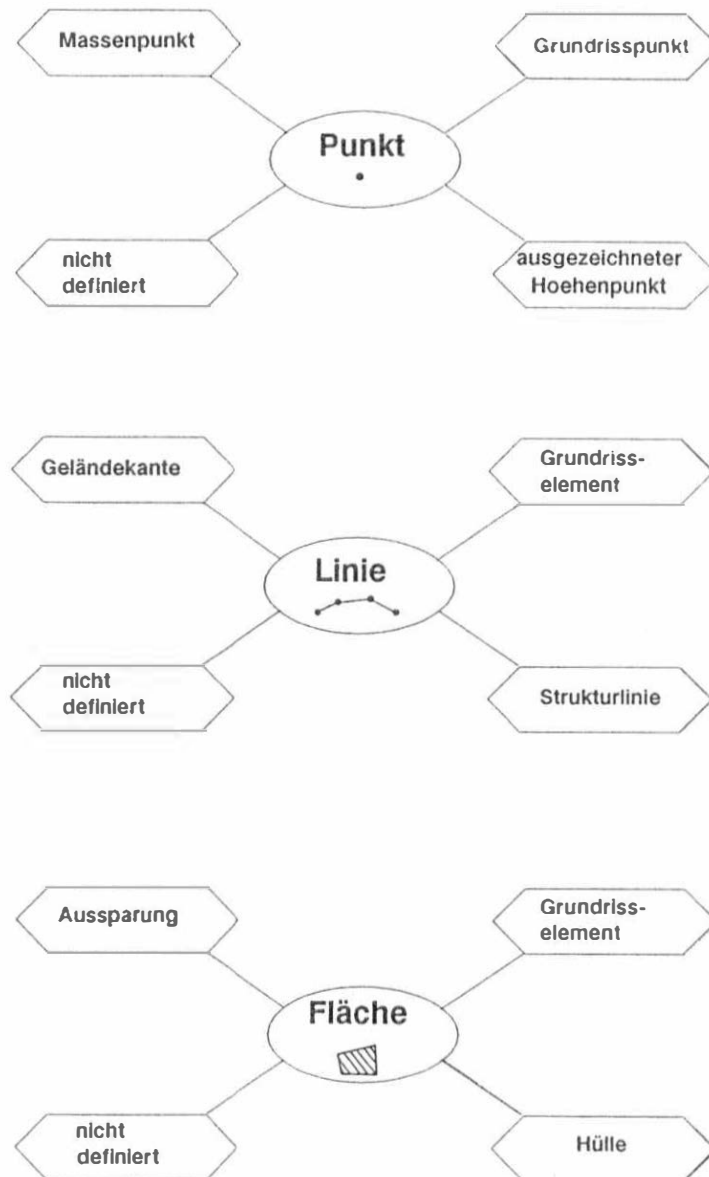 Massenpunkt
Grundrisspunkt
Punkt
nicht
definiert
ausgezeichneter
Hoehenpunkt
Geländekante
Grundriss-
element
Linie
nicht
definiert
Strukturlinie
Aussparung
Grundriss-
element
Fläche
nicht
definiert
Hülle